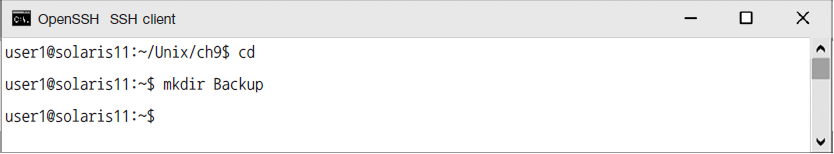 OpenSSH SSH client
user1@solaris11:~/Unix/ch9$ cd
user1@solaris11:~$ mkdir Backup
user1@solaris11:~$